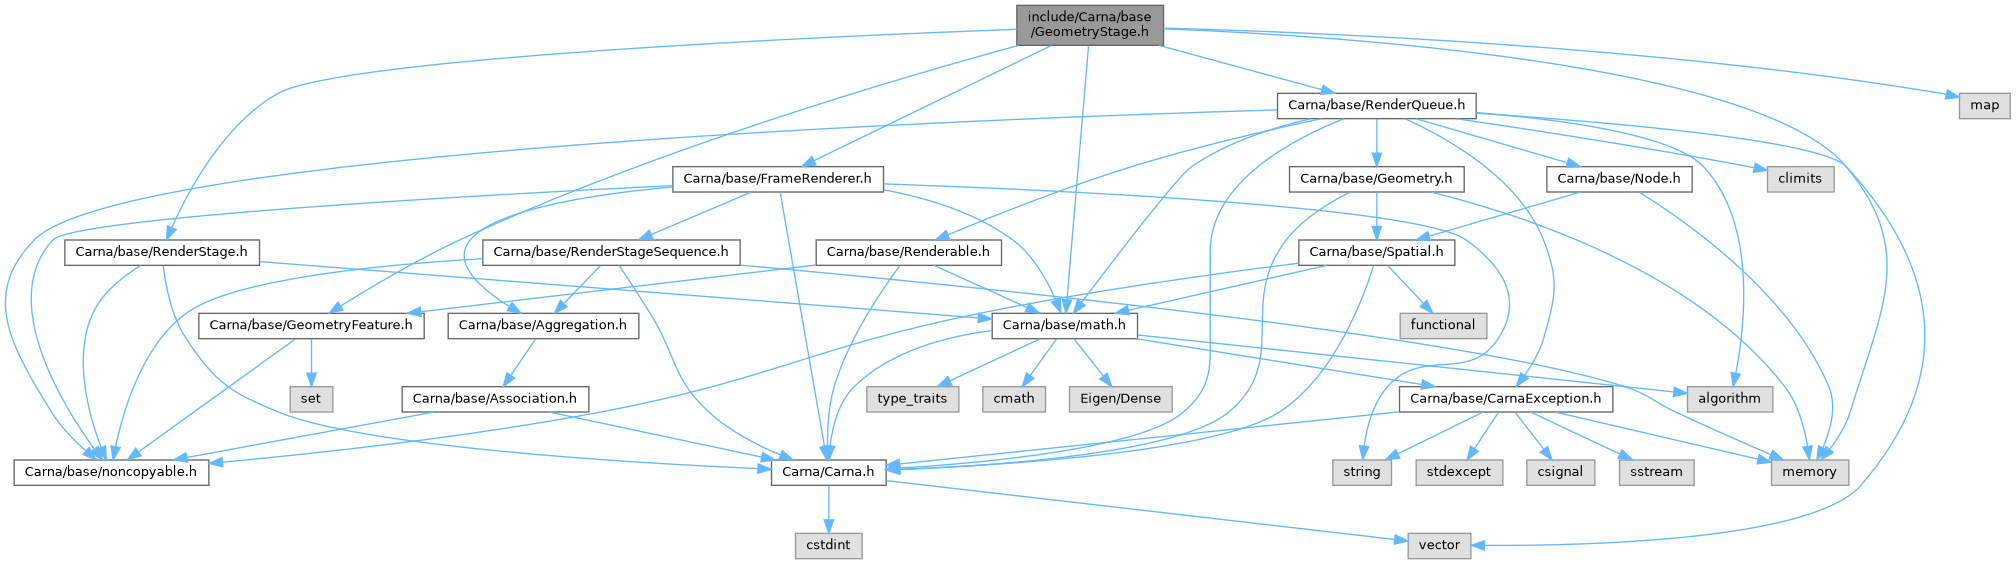 include/Carna/base
/GeometryStage.h
Carna/base/RenderQueue.h
map
Carna/base/FrameRenderer.h
Carna/base/Geometry.h
Carna/base/Node.h
climits
Carna/base/RenderStage.h
Carna/base/RenderStageSequence.h
Carna/base/Renderable.h
Carna/base/Spatial.h
Carna/base/GeometryFeature.h
Carna/base/Aggregation.h
Carna/base/math.h
functional
set
Carna/base/Association.h
type_traits
cmath
Eigen/Dense
Carna/base/CarnaException.h
algorithm
Carna/base/noncopyable.h
Carna/Carna.h
string
stdexcept
csignal
sstream
memory
cstdint
vector